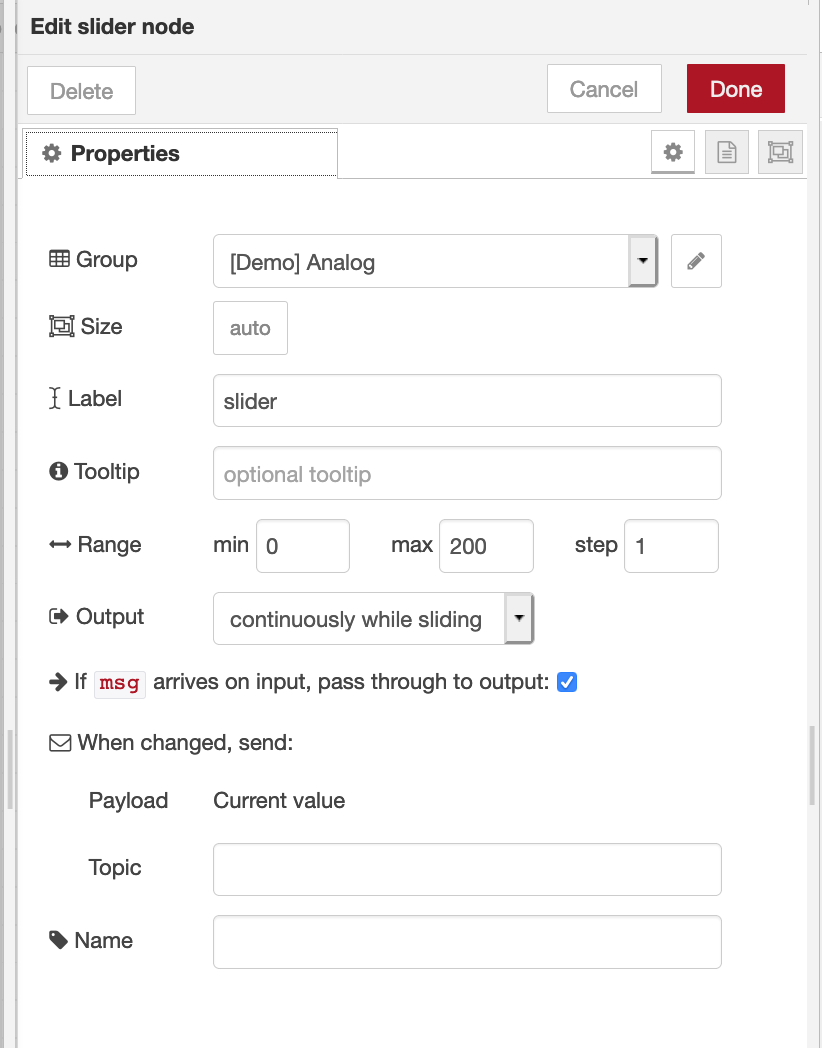 Edit slider node
Delete Cancel Done
Properties
Group [Demo] Analog
Size auto
Label slider
Tooltip optional tooltip
Range min 0 max 200 step 1
Output continuously while sliding
If msg arrives on input, pass through to output:
When changed, send:
Payload Current value
Topic
Name